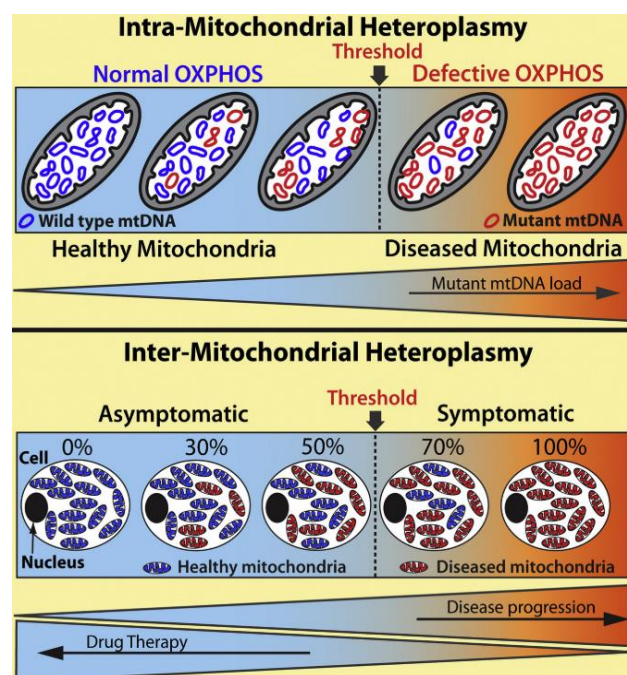 Intra-Mitochondrial Heteroplasmy
Threshold
Normal OXPHOS
Defective OXPHOS
Wild type mtDNA
Mutant mtDNA
Healthy Mitochondria
Diseased Mitochondria
Mutant mtDNA load
Inter-Mitochondrial Heteroplasmy
Threshold
Asymptomatic
Symptomatic
0% 30% 50% 70% 100%
Cell
Nucleus
Healthy mitochondria
Diseased mitochondria
Disease progression
Drug Therapy